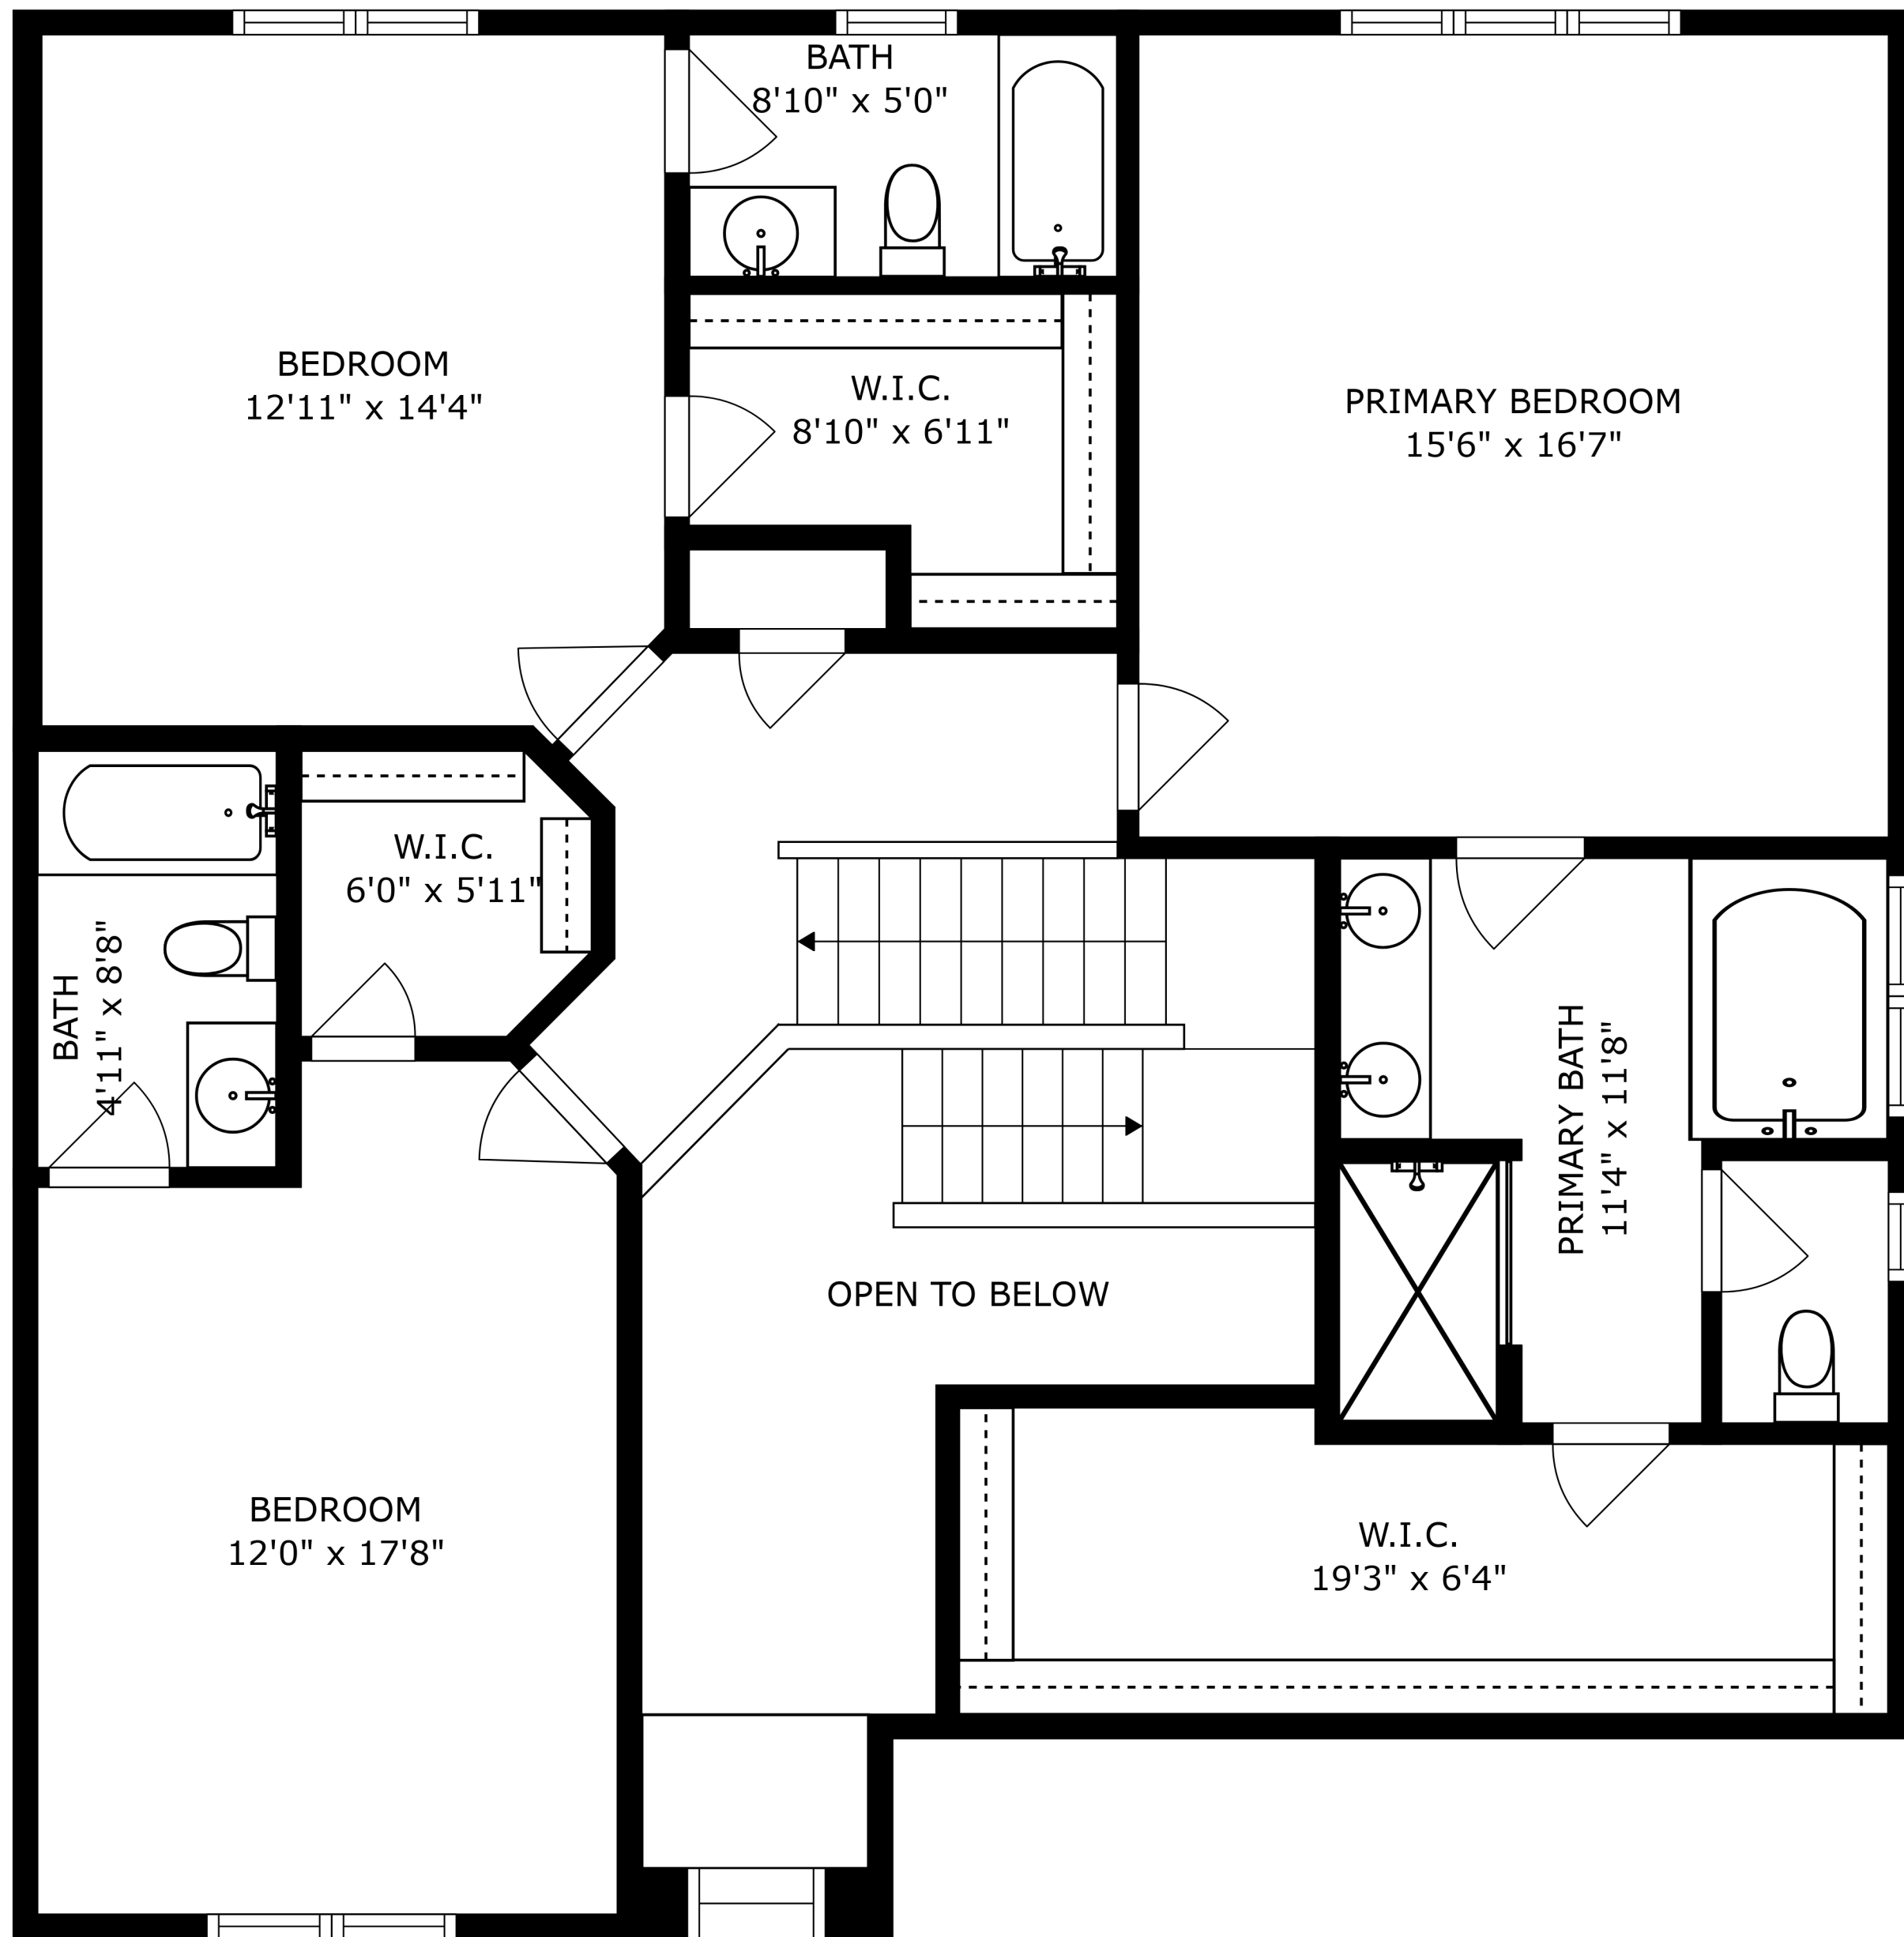 BATH
8'10" x 5'0"
BEDROOM
12'11" x 14'4"
W.I.C.
8'10" x 6'11"
PRIMARY BEDROOM
15'6" x 16'7"
W.I.C.
6'0" x 5'11"
BATH
4'11" x 8'8"
PRIMARY BATH
11'4" x 11'8"
OPEN TO BELOW
BEDROOM
12'0" x 17'8"
W.I.C.
19'3" x 6'4"